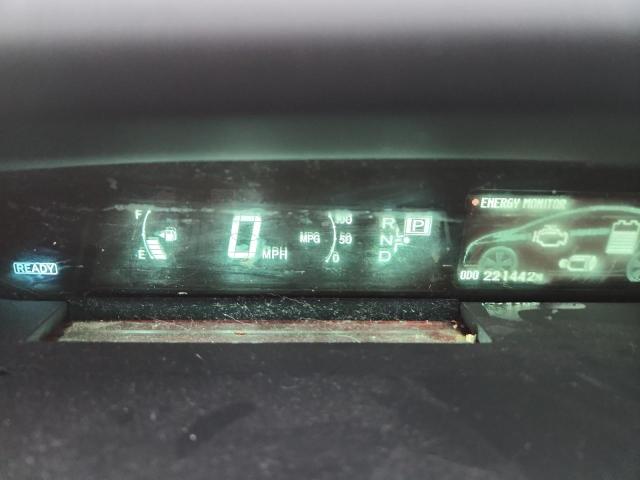 READY
F
E
0 MPH
MPG
100
50
0
R
N
D
P
ENERGY MONITOR
ODO 221442